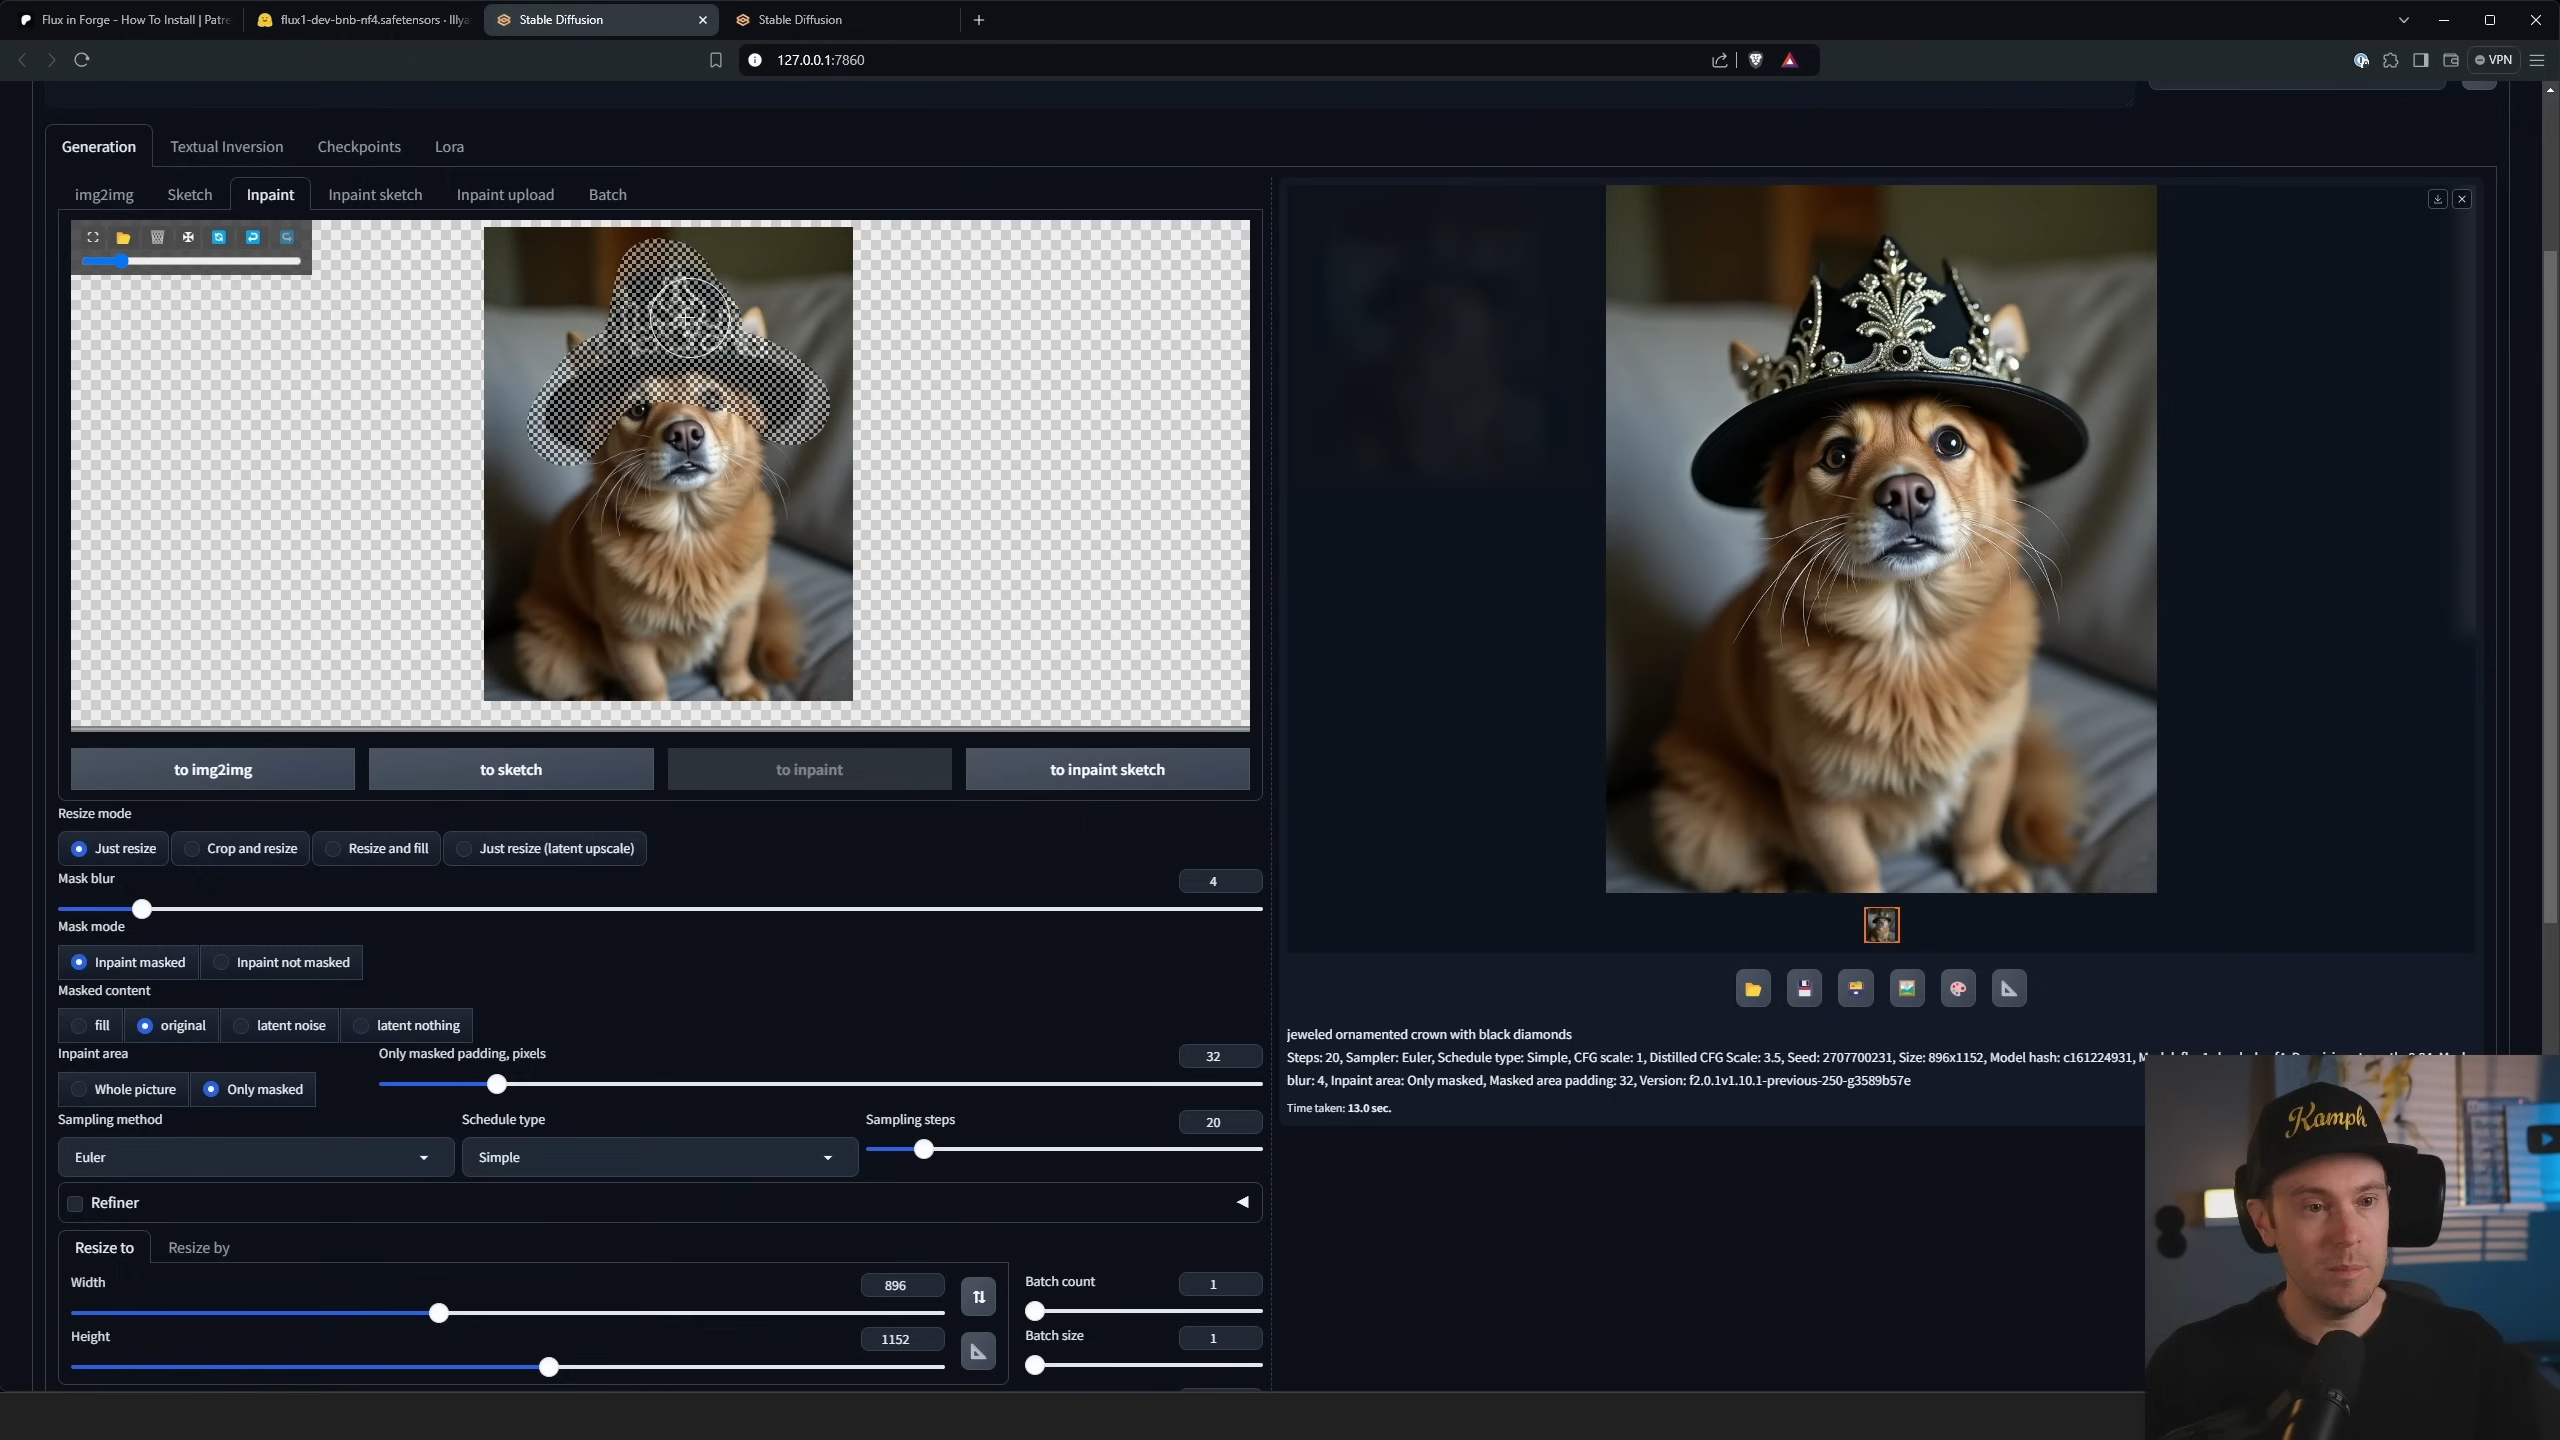 Flux in Forge - How To Install | Patre
flux1-dev-bnb-nf4.safetensors · Illya
Stable Diffusion
Stable Diffusion
127.0.0.1:7860
VPN
Generation
Textual Inversion
Checkpoints
Lora
img2img
Sketch
Inpaint
Inpaint sketch
Inpaint upload
Batch
to img2img
to sketch
to inpaint
to inpaint sketch
Resize mode
Just resize
Crop and resize
Resize and fill
Just resize (latent upscale)
Mask blur
4
Mask mode
Inpaint masked
Inpaint not masked
Masked content
fill
original
latent noise
latent nothing
Inpaint area
Only masked padding, pixels
32
Whole picture
Only masked
Sampling method
Schedule type
Sampling steps
20
Euler
Simple
Refiner
Resize to
Resize by
Width
896
Height
1152
Batch count
1
Batch size
1
jeweled ornamented crown with black diamonds
Steps: 20, Sampler: Euler, Schedule type: Simple, CFG scale: 1, Distilled CFG Scale: 3.5, Seed: 2707700231, Size: 896x1152, Model hash: c161224931,
blur: 4, Inpaint area: Only masked, Masked area padding: 32, Version: f2.0.1v1.10.1-previous-250-g3589b57e
Time taken: 13.0 sec.
Kamph